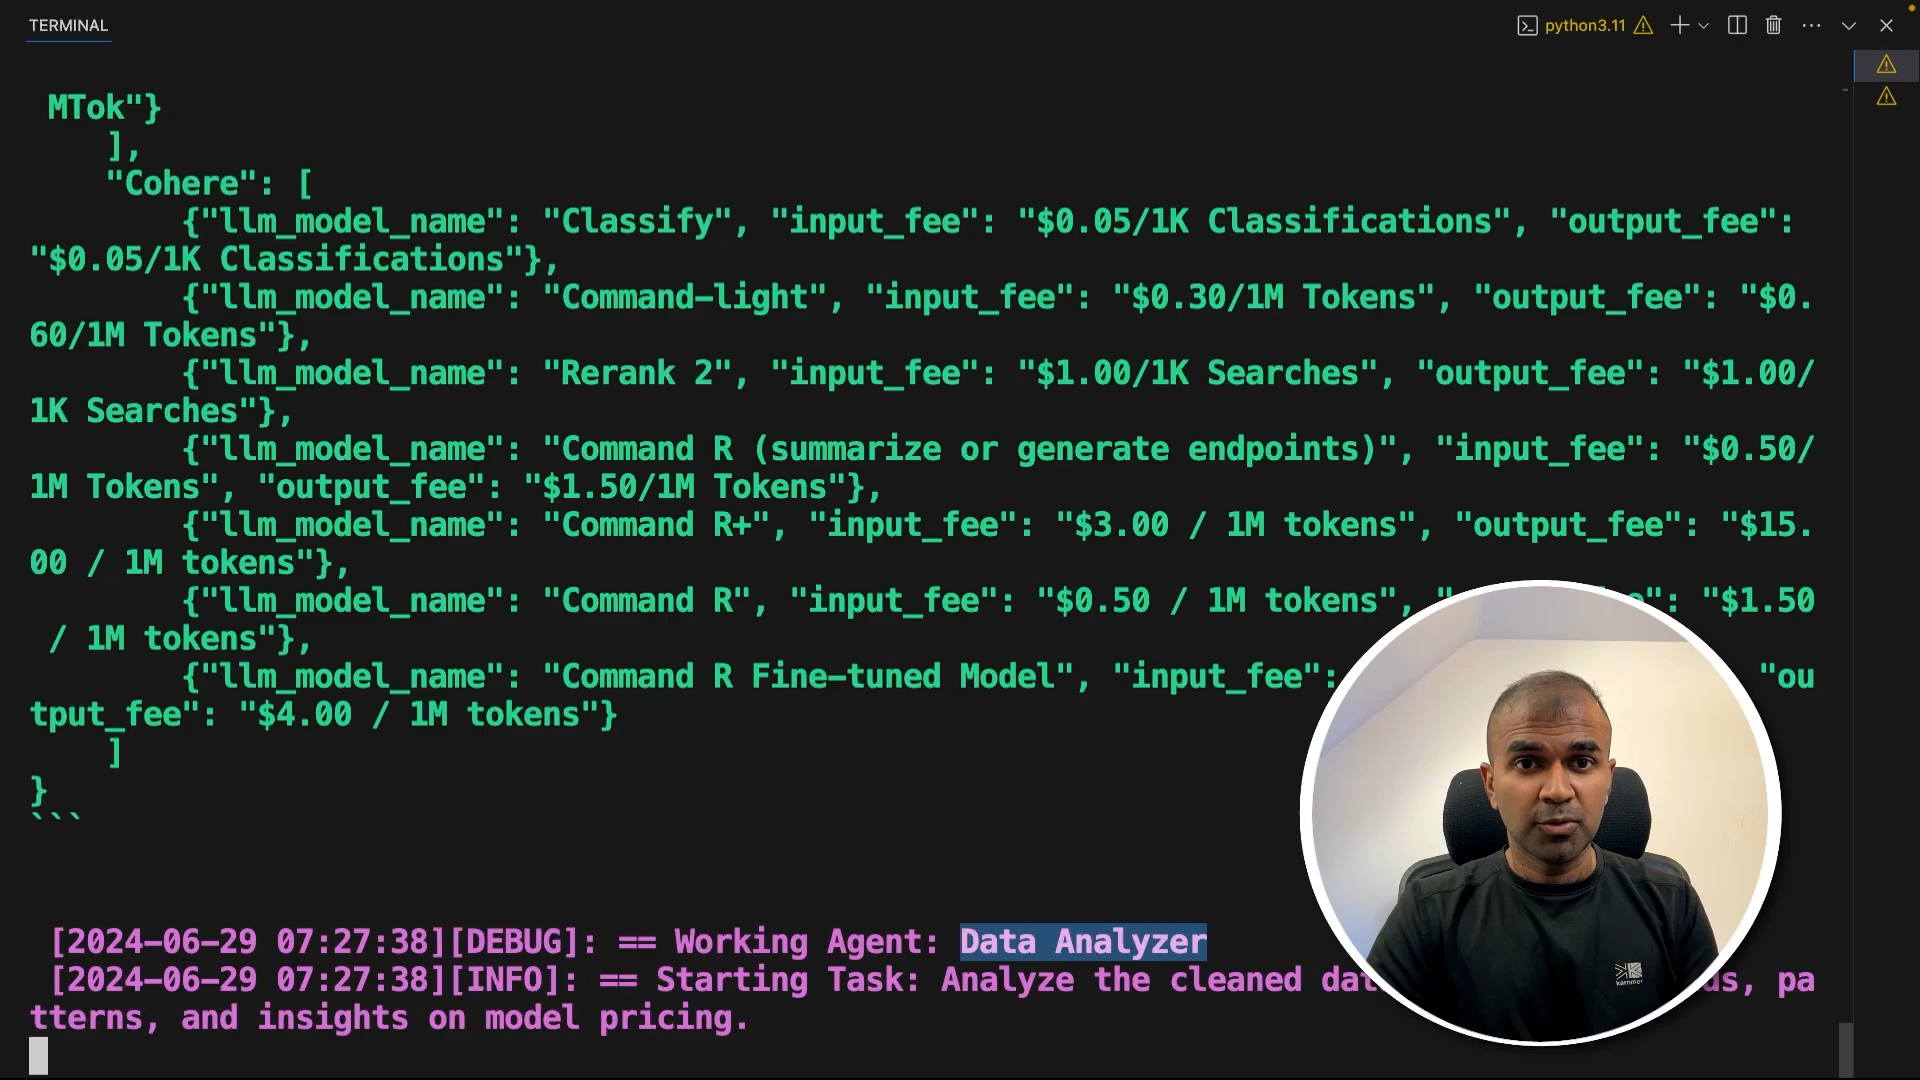 TERMINAL
python3.11
MTok"}
],
"Cohere": [
{"llm_model_name": "Classify", "input_fee": "$0.05/1K Classifications", "output_fee":
"$0.05/1K Classifications"},
{"llm_model_name": "Command-light", "input_fee": "$0.30/1M Tokens", "output_fee": "$0.
60/1M Tokens"},
{"llm_model_name": "Rerank 2", "input_fee": "$1.00/1K Searches", "output_fee": "$1.00/
1K Searches"},
{"llm_model_name": "Command R (summarize or generate endpoints)", "input_fee": "$0.50/
1M Tokens", "output_fee": "$1.50/1M Tokens"},
{"llm_model_name": "Command R+", "input_fee": "$3.00 / 1M tokens", "output_fee": "$15.
00 / 1M tokens"},
{"llm_model_name": "Command R", "input_fee": "$0.50 / 1M tokens", "$1.50
/ 1M tokens"},
{"llm_model_name": "Command R Fine-tuned Model", "input_fee": "ou
tput_fee": "$4.00 / 1M tokens"}
]
}
```
[2024-06-29 07:27:38][DEBUG]: == Working Agent: Data Analyzer
[2024-06-29 07:27:38][INFO]: == Starting Task: Analyze the cleaned pa
tterns, and insights on model pricing.